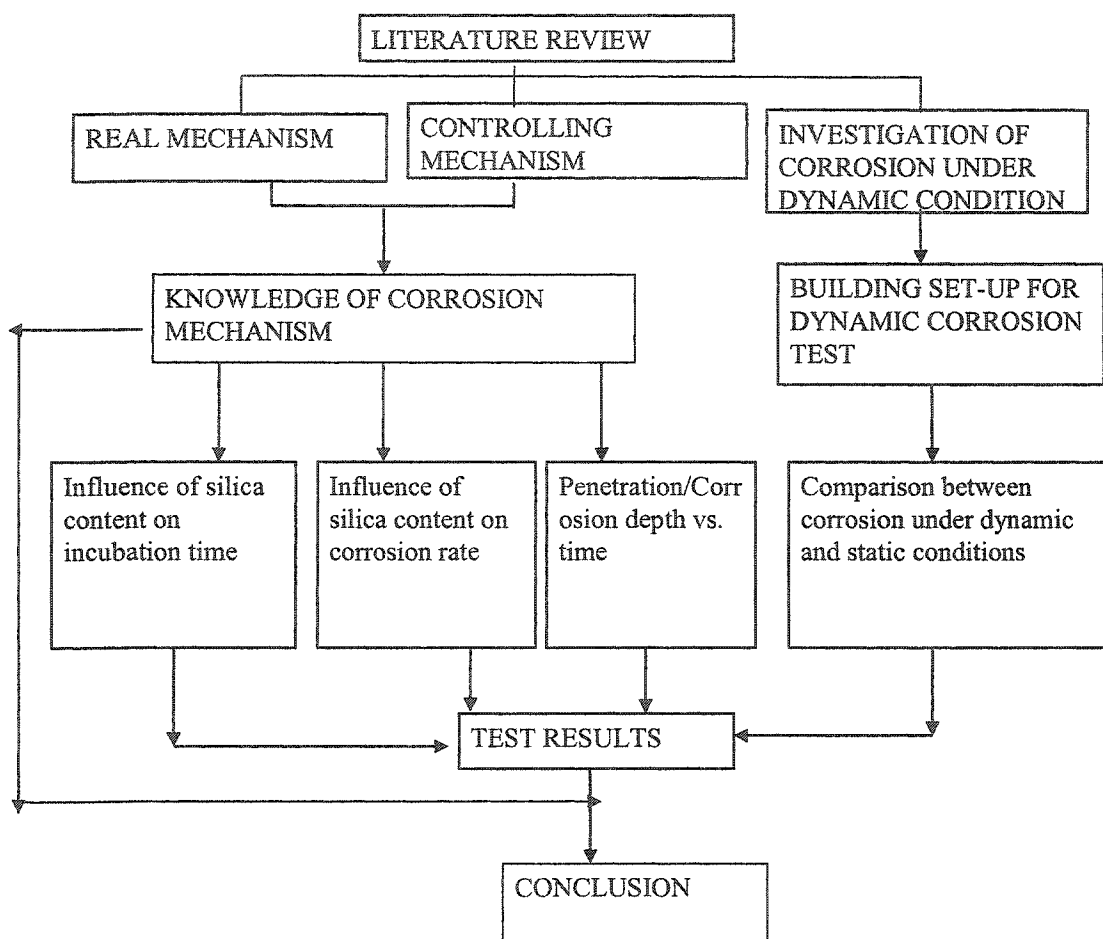 LITERATURE REVIEW
REAL MECHANISM
CONTROLLING
MECHANISM
INVESTIGATION OF
CORROSION UNDER
DYNAMIC CONDITION
KNOWLEDGE OF CORROSION
MECHANISM
BUILDING SET-UP FOR
DYNAMIC CORROSION
TEST
Influence of silica
content on
incubation time
Influence of
silica content on
corrosion rate
Penetration/Corr
osion depth vs.
time
Comparison between
corrosion under dynamic
and static conditions
TEST RESULTS
CONCLUSION